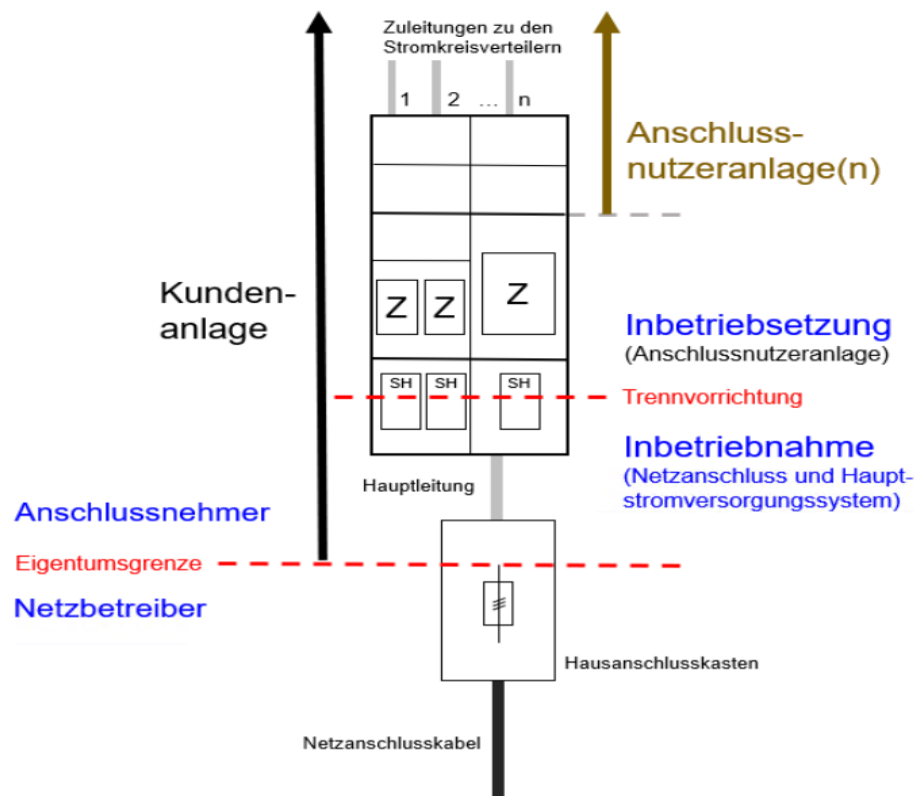 Zuleitungen zu den
Stromkreisverteilern
1 2 ... n
Anschluss-
nutzeranlage(n)
Kunden-
anlage
Z Z Z
Inbetriebsetzung
(Anschlussnutzeranlage)
SH SH SH
Trennvorrichtung
Inbetriebnahme
(Netzanschluss und Haupt-
stromversorgungssystem)
Hauptleitung
Anschlussnehmer
Eigentumsgrenze
Netzbetreiber
Hausanschlusskasten
Netzanschlusskabel